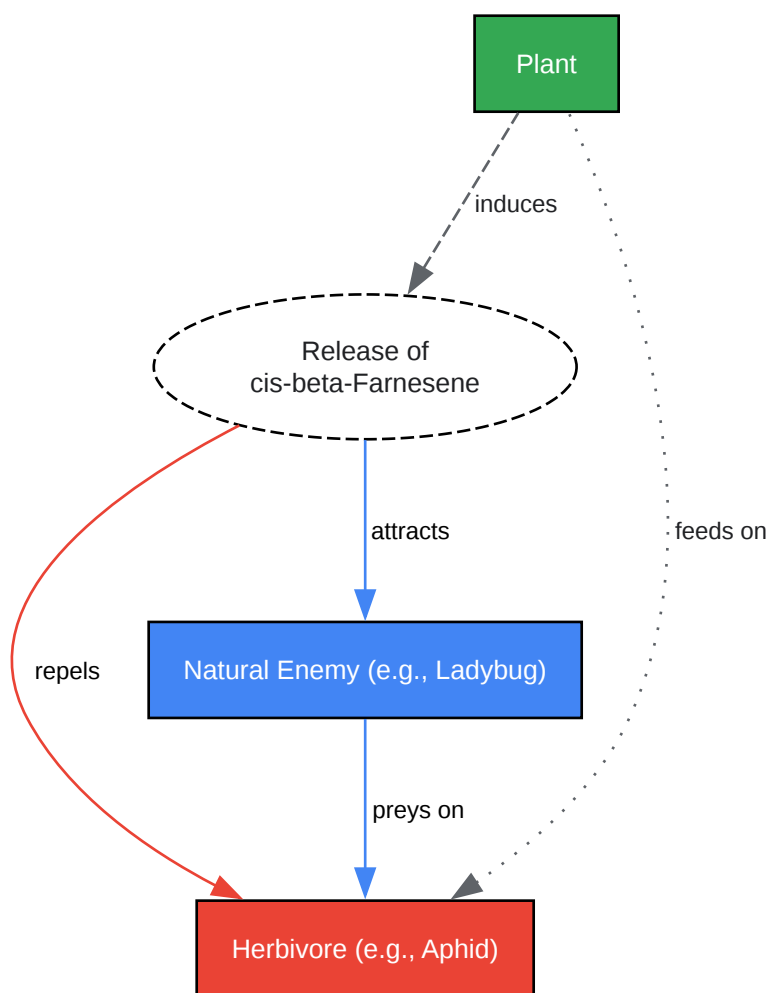 Plant
induces
Release of
cis-beta-Farnesene
attracts
feeds on
repels
Natural Enemy (e.g., Ladybug)
preys on
Herbivore (e.g., Aphid)